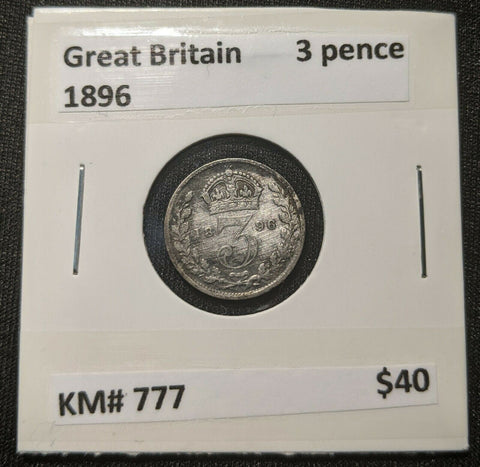 Great Britain 3 pence
1896
18 3 96
KM# 777 $40